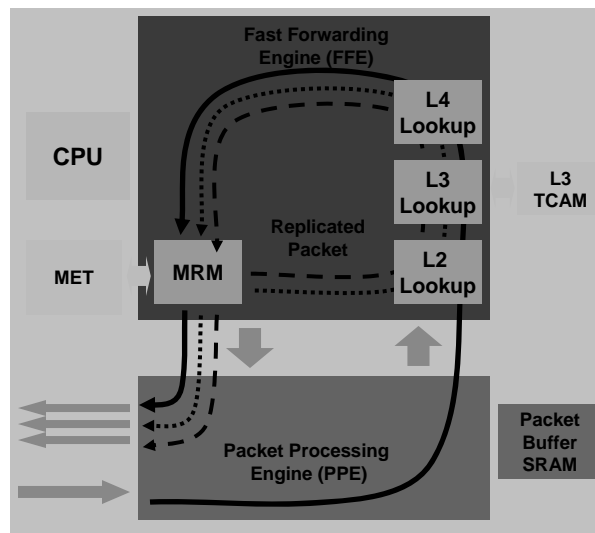 Fast Forwarding
Engine (FFE)
L4
Lookup
CPU
L3
Lookup
L3
TCAM
Replicated
Packet
MET
MRM
L2
Lookup
Packet Processing
Engine (PPE)
Packet
Buffer
SRAM